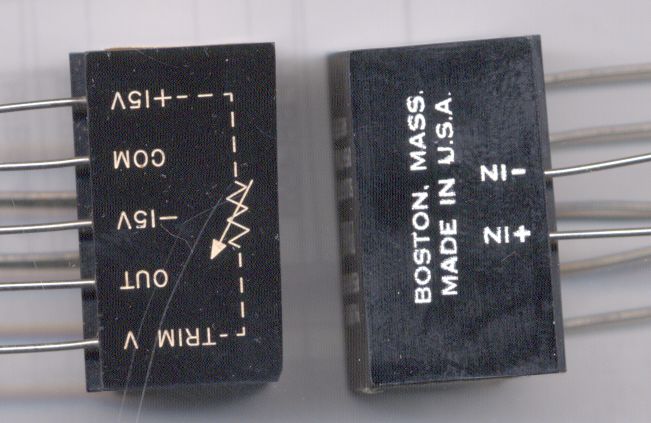 +15V
COM
-15V
OUT
TRIM V
BOSTON, MASS.
MADE IN U.S.A.
-IN
+IN